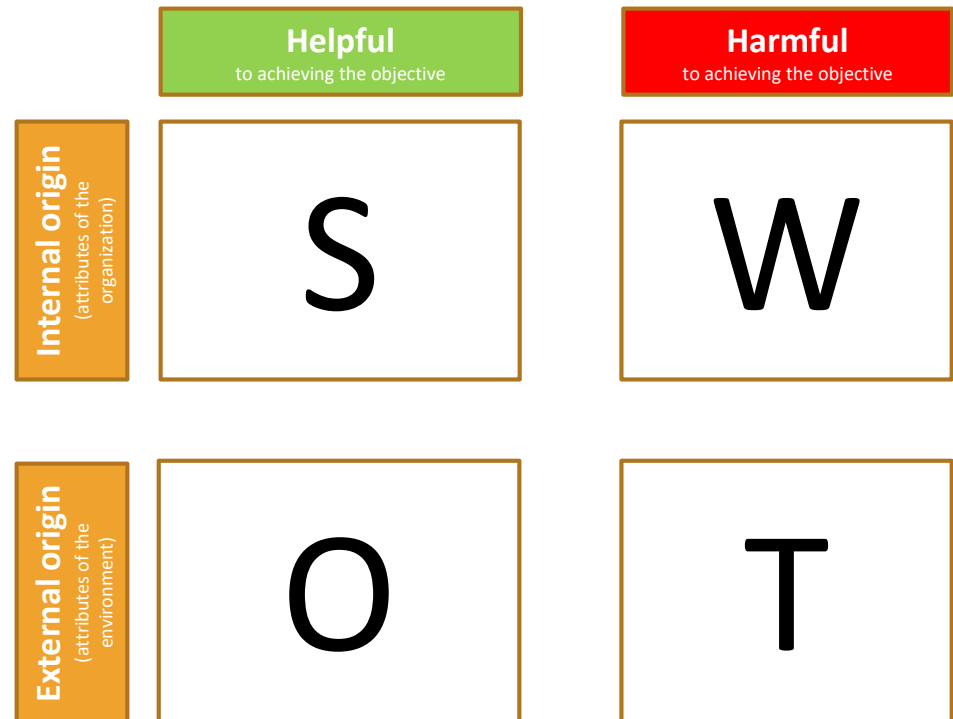 Helpful
to achieving the objective
Harmful
to achieving the objective
Internal origin
(attributes of the
organization)
S
W
External origin
(attributes of the
environment)
O
T